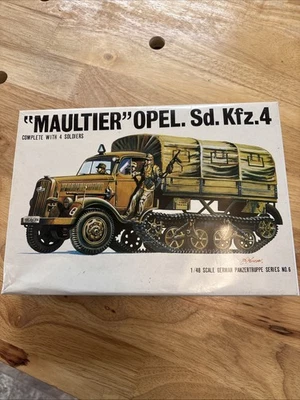 "MAULTIER" OPEL. Sd. Kfz. 4
COMPLETE WITH 4 SOLDIERS
1/48 SCALE GERMAN PANZERTRUPPE SERIES NO.6